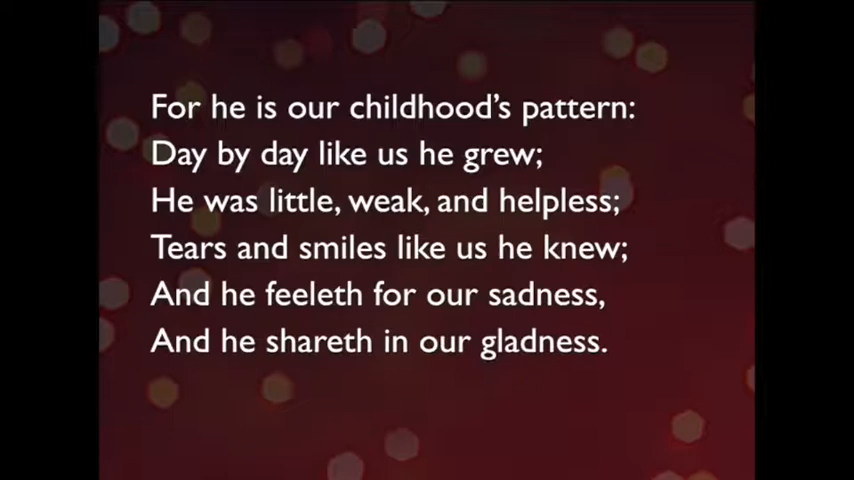 For he is our childhood’s pattern:
Day by day like us he grew;
He was little, weak, and helpless;
Tears and smiles like us he knew;
And he feeleth for our sadness,
And he shareth in our gladness.